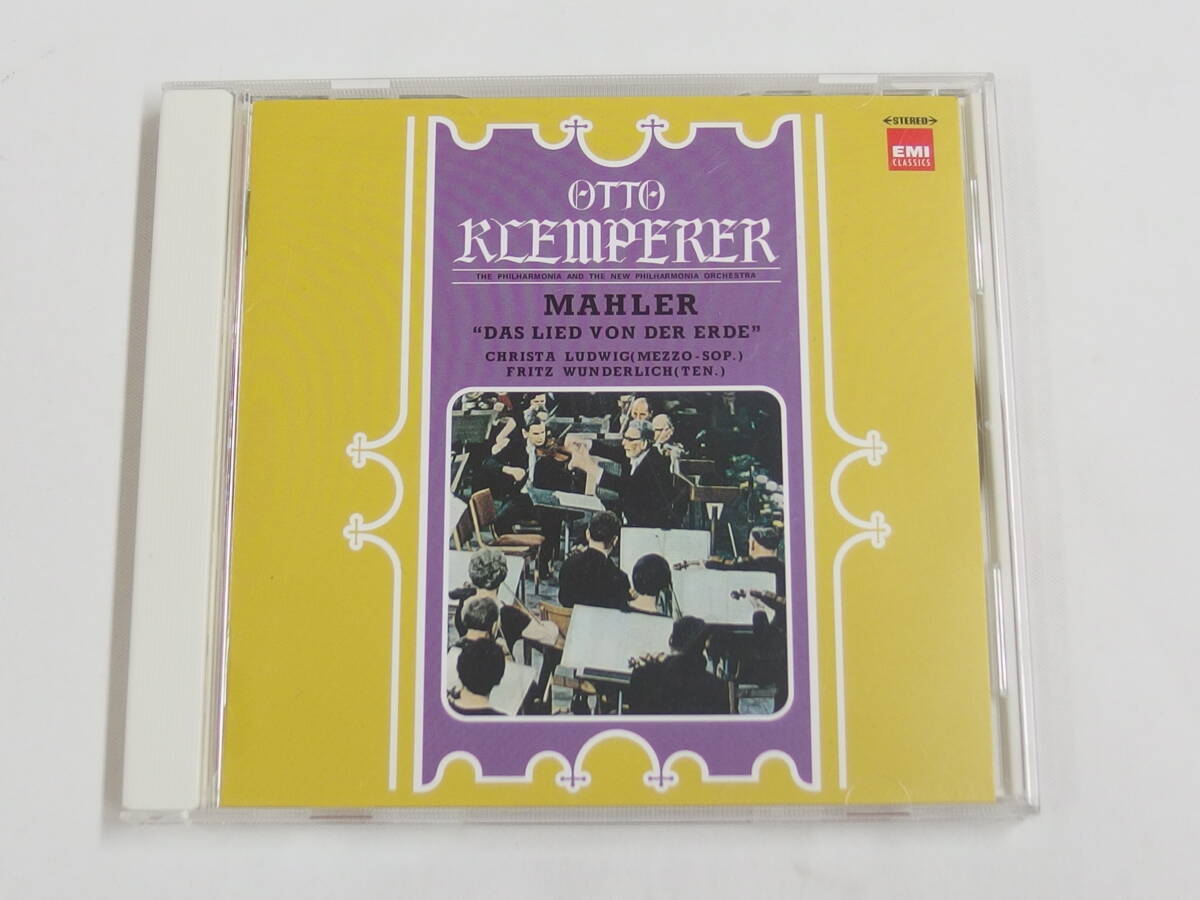 ←STEREO→
EMI
CLASSICS
OTTO
KLEMPERER
THE PHILHARMONIA AND THE NEW PHILHARMONIA ORCHESTRA
MAHLER
“DAS LIED VON DER ERDE”
CHRISTA LUDWIG(MEZZO-SOP.)
FRITZ WUNDERLICH(TEN.)